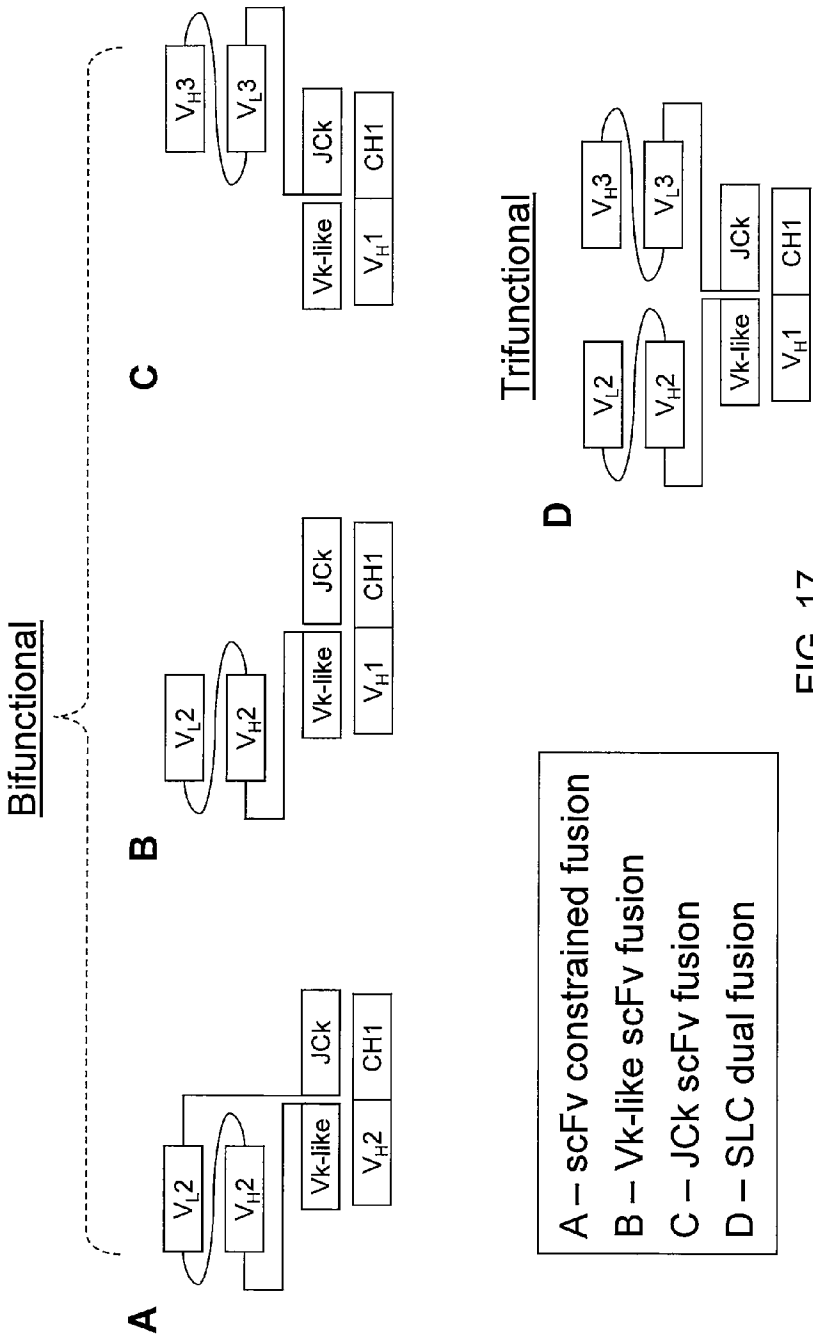 Bifunctional
A
V_L2
V_H2
Vk-like
JCk
V_H2
CH1
B
V_L2
V_H2
Vk-like
JCk
V_H1
CH1
C
V_H3
V_L3
Vk-like
JCk
V_H1
CH1
A – scFv constrained fusion
B – Vk-like scFv fusion
C – JCk scFv fusion
D – SLC dual fusion
Trifunctional
D
V_L2
V_H3
V_H2
V_L3
Vk-like
JCk
V_H1
CH1
FIG. 17